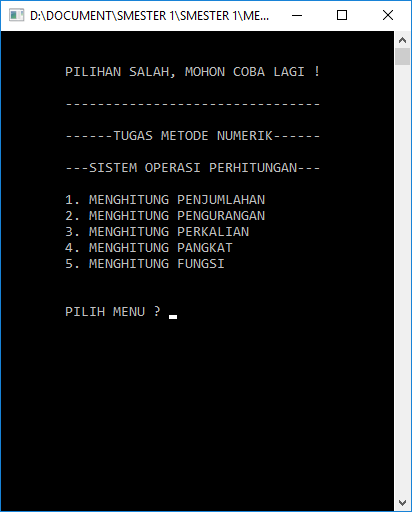 D:\DOCUMENT\SMESTER 1\SMESTER 1\ME...
PILIHAN SALAH, MOHON COBA LAGI !
--------------------------------
------TUGAS METODE NUMERIK------
---SISTEM OPERASI PERHITUNGAN---
1. MENGHITUNG PENJUMLAHAN
2. MENGHITUNG PENGURANGAN
3. MENGHITUNG PERKALIAN
4. MENGHITUNG PANGKAT
5. MENGHITUNG FUNGSI
PILIH MENU ? _